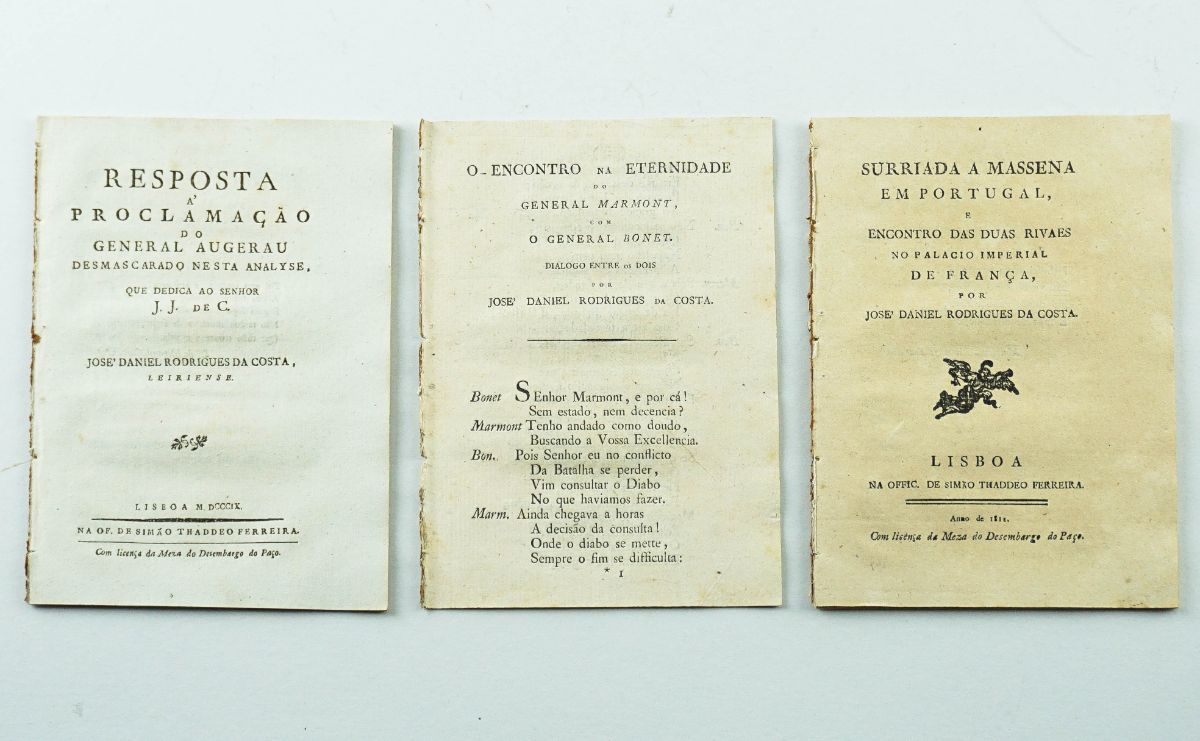 RESPOSTA
A'
PROCLAMAÇÃO
DO
GENERAL AUGERAU
DESMASCARADO NESTA ANALYSE,
QUE DEDICA AO SENHOR
J. J. DE C.
JOSE' DANIEL RODRIGUES DA COSTA,
LEIRIENSE.
LISBOA M. DCCCIX.
NA OF. DE SIMÃO THADDEO FERREIRA.
Com licença da Meza do Desembargo do Paço.
O ENCONTRO NA ETERNIDADE
DO
GENERAL MARMONT,
COM
O GENERAL BONET.
DIALOGO ENTRE OS DOIS
POR
JOSE' DANIEL RODRIGUES DA COSTA.
Bonet SEnhor Marmont, e por cá!
Sem estado, nem decencia?
Marmont Tenho andado como doudo,
Buscando a Vossa Excellencia.
Bon. Pois Senhor eu no conflicto
Da Batalha se perder,
Vim consultar o Diabo
No que haviamos fazer.
Marm. Ainda chegava a horas
A decisão da consulta!
Onde o diabo se mette,
Sempre o fim se difficulta:
* 1
SURRIADA A MASSENA
EM PORTUGAL,
E
ENCONTRO DAS DUAS RIVAES
NO PALACIO IMPERIAL
DE FRANÇA,
POR
JOSE' DANIEL RODRIGUES DA COSTA.
LISBOA
NA OFFIC. DE SIMÃO THADDEO FERREIRA.
Anno de 1811.
Com licença da Meza do Desembargo do Paço.